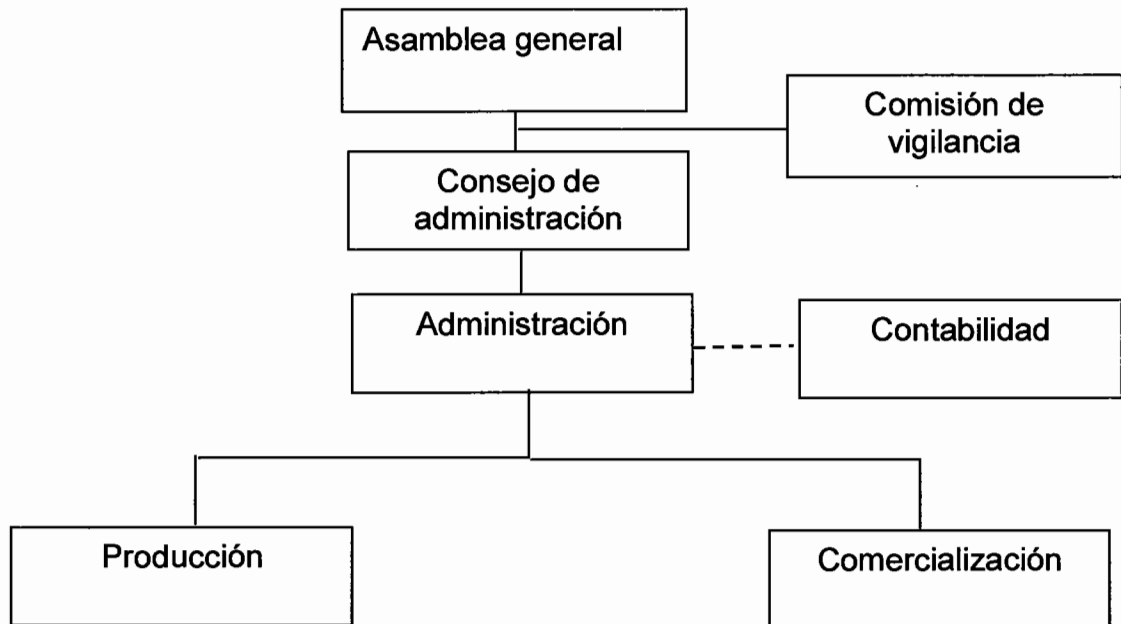 Asamblea general
Comisión de
vigilancia
Consejo de
administración
Administración
Contabilidad
Producción
Comercialización